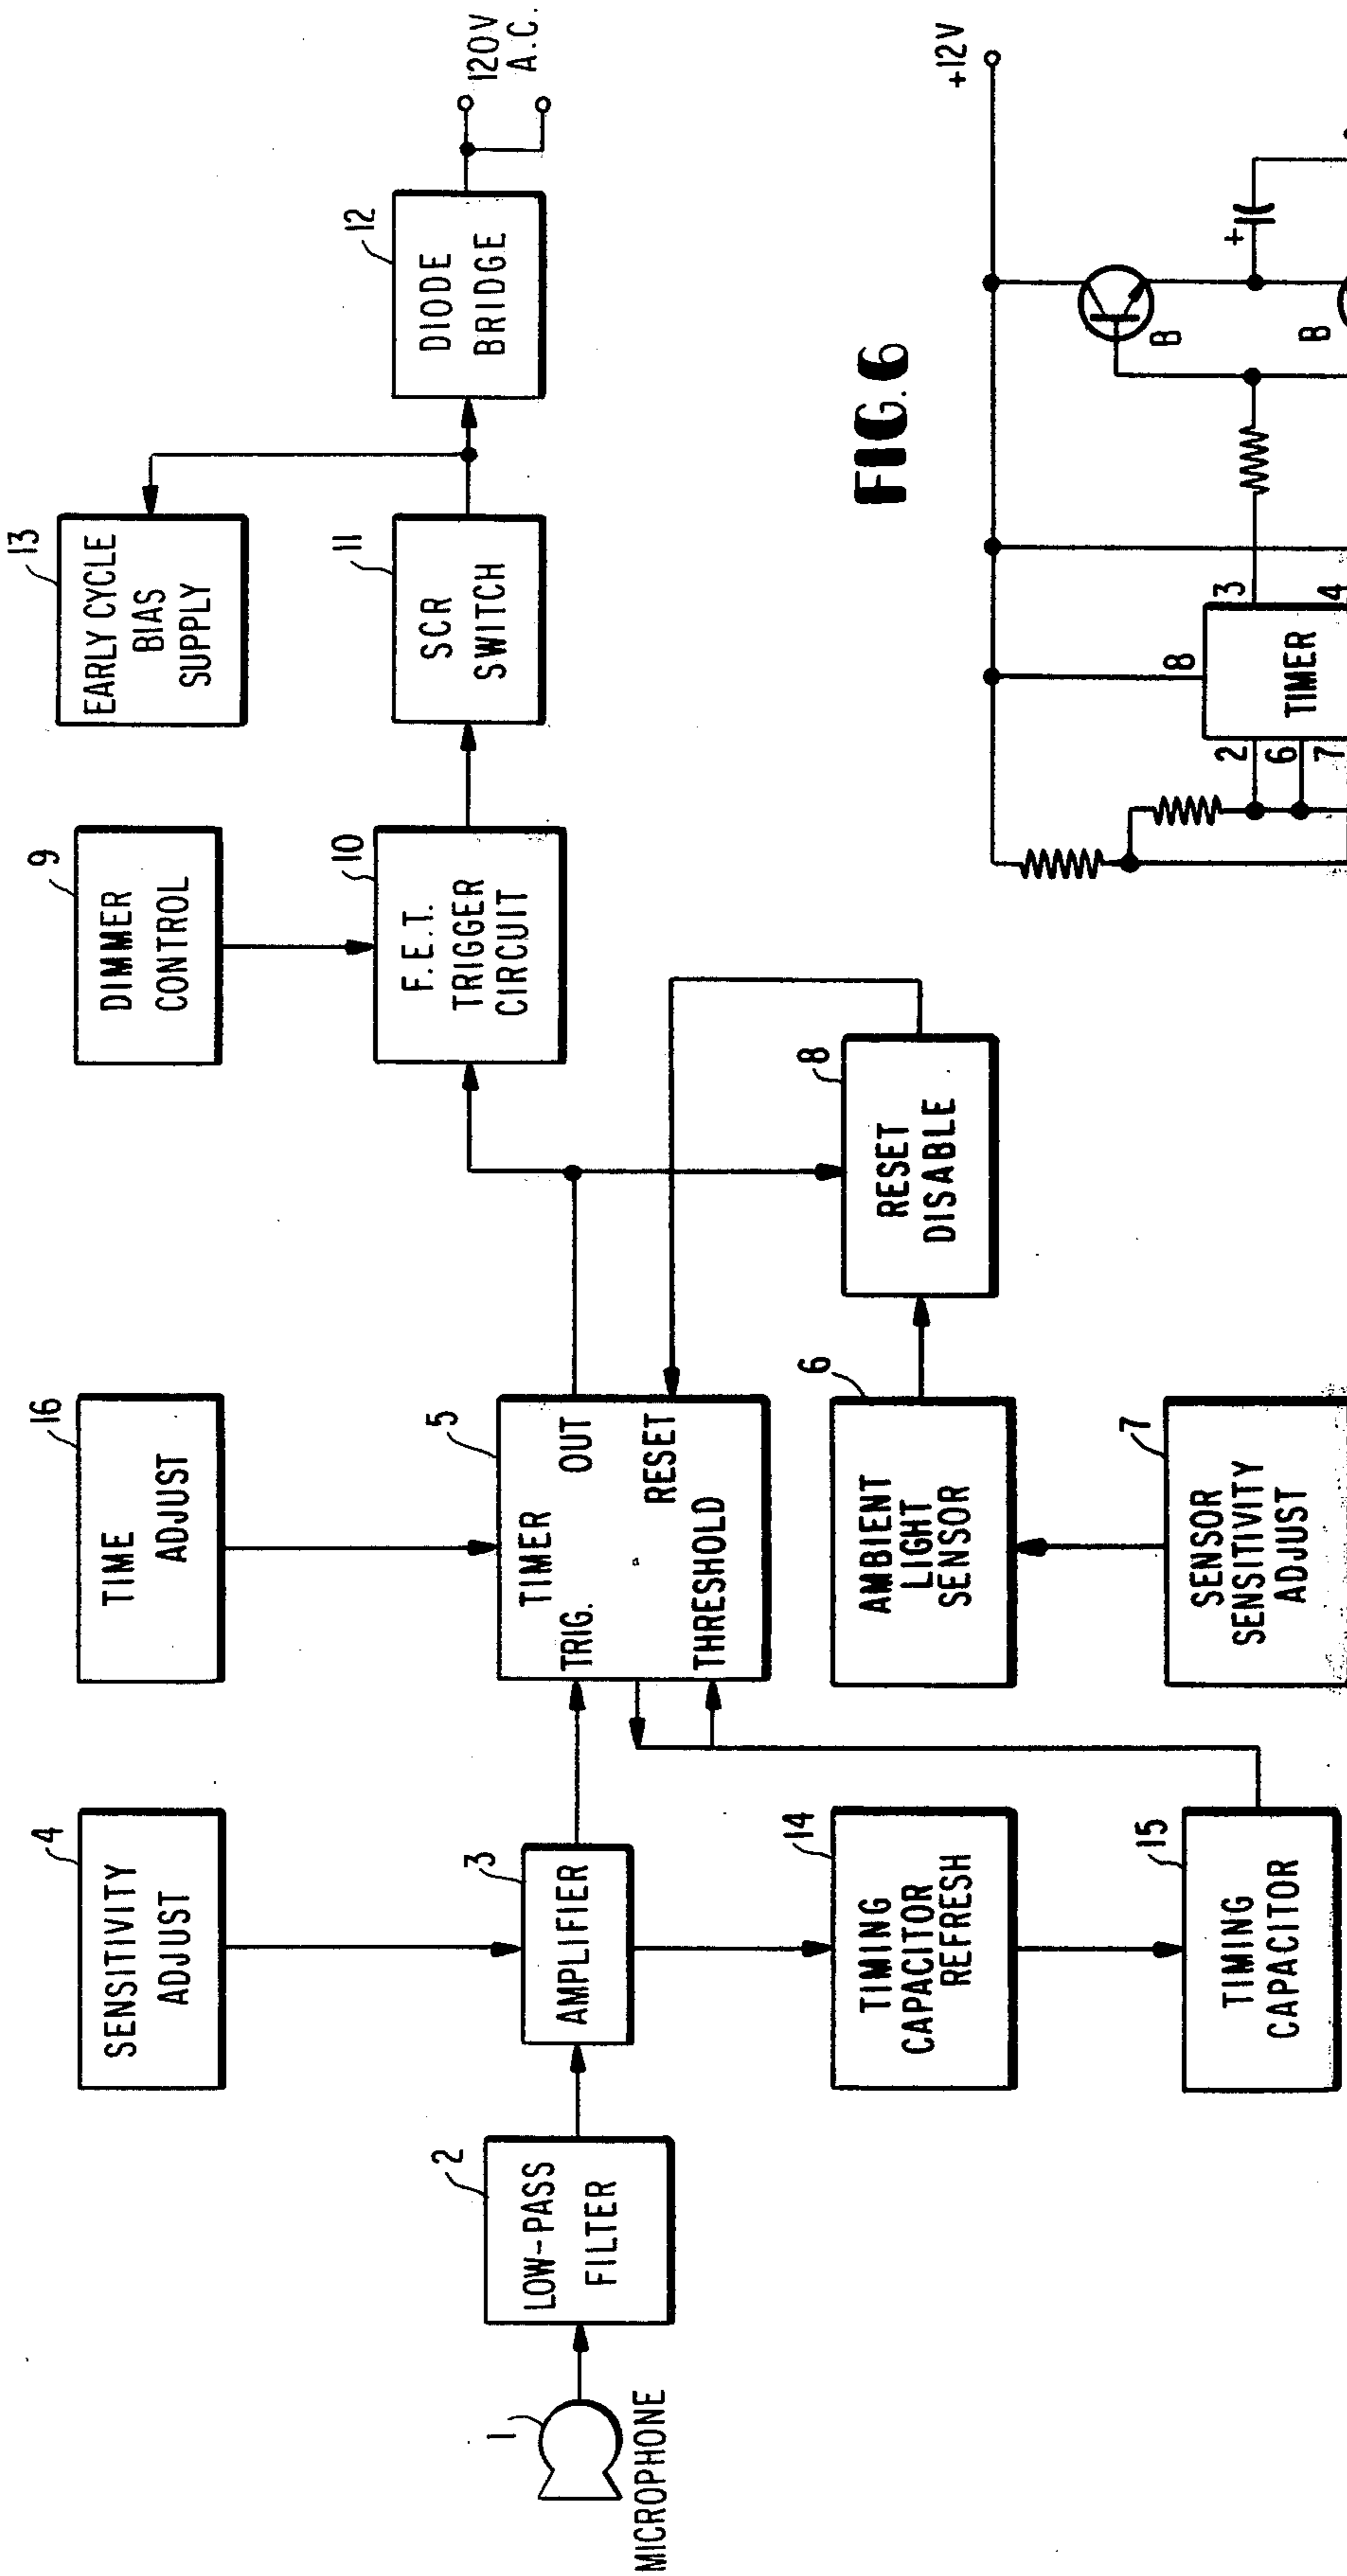 16
TIME
ADJUST
4
SENSITIVITY
ADJUST
9
DIMMER
CONTROL
13
EARLY CYCLE
BIAS
SUPPLY
1
MICROPHONE
2
LOW-PASS
FILTER
3
AMPLIFIER
5
TIMER
TRIG.
OUT
RESET
THRESHOLD
10
F.E.T.
TRIGGER
CIRCUIT
11
SCR
SWITCH
12
DIODE
BRIDGE
120V
A.C.
14
TIMING
CAPACITOR
REFRESH
15
TIMING
CAPACITOR
6
AMBIENT
LIGHT
SENSOR
7
SENSOR
SENSITIVITY
ADJUST
8
RESET
DISABLE
FIG.6
+12V
8
2
6
7
TIMER
3
4
B
+
B